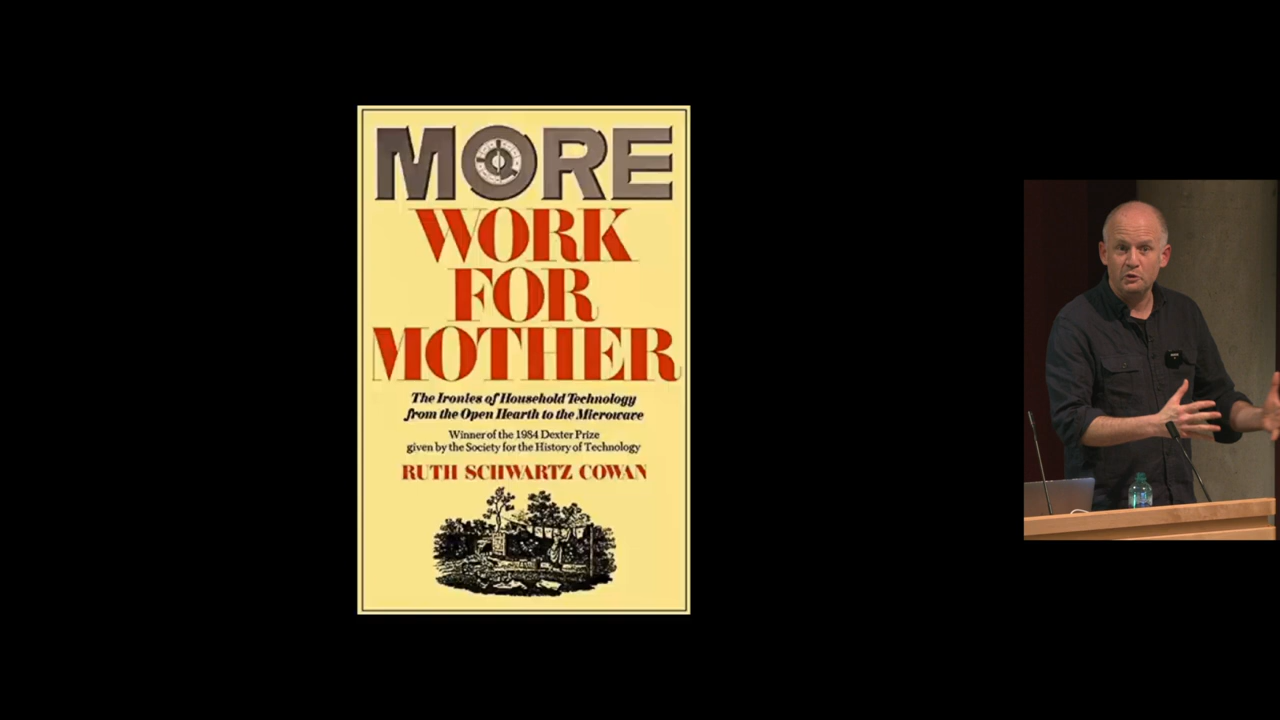 MORE
WORK
FOR
MOTHER
The Ironies of Household Technology
from the Open Hearth to the Microwave
Winner of the 1984 Dexter Prize
given by the Society for the History of Technology
RUTH SCHWARTZ COWAN